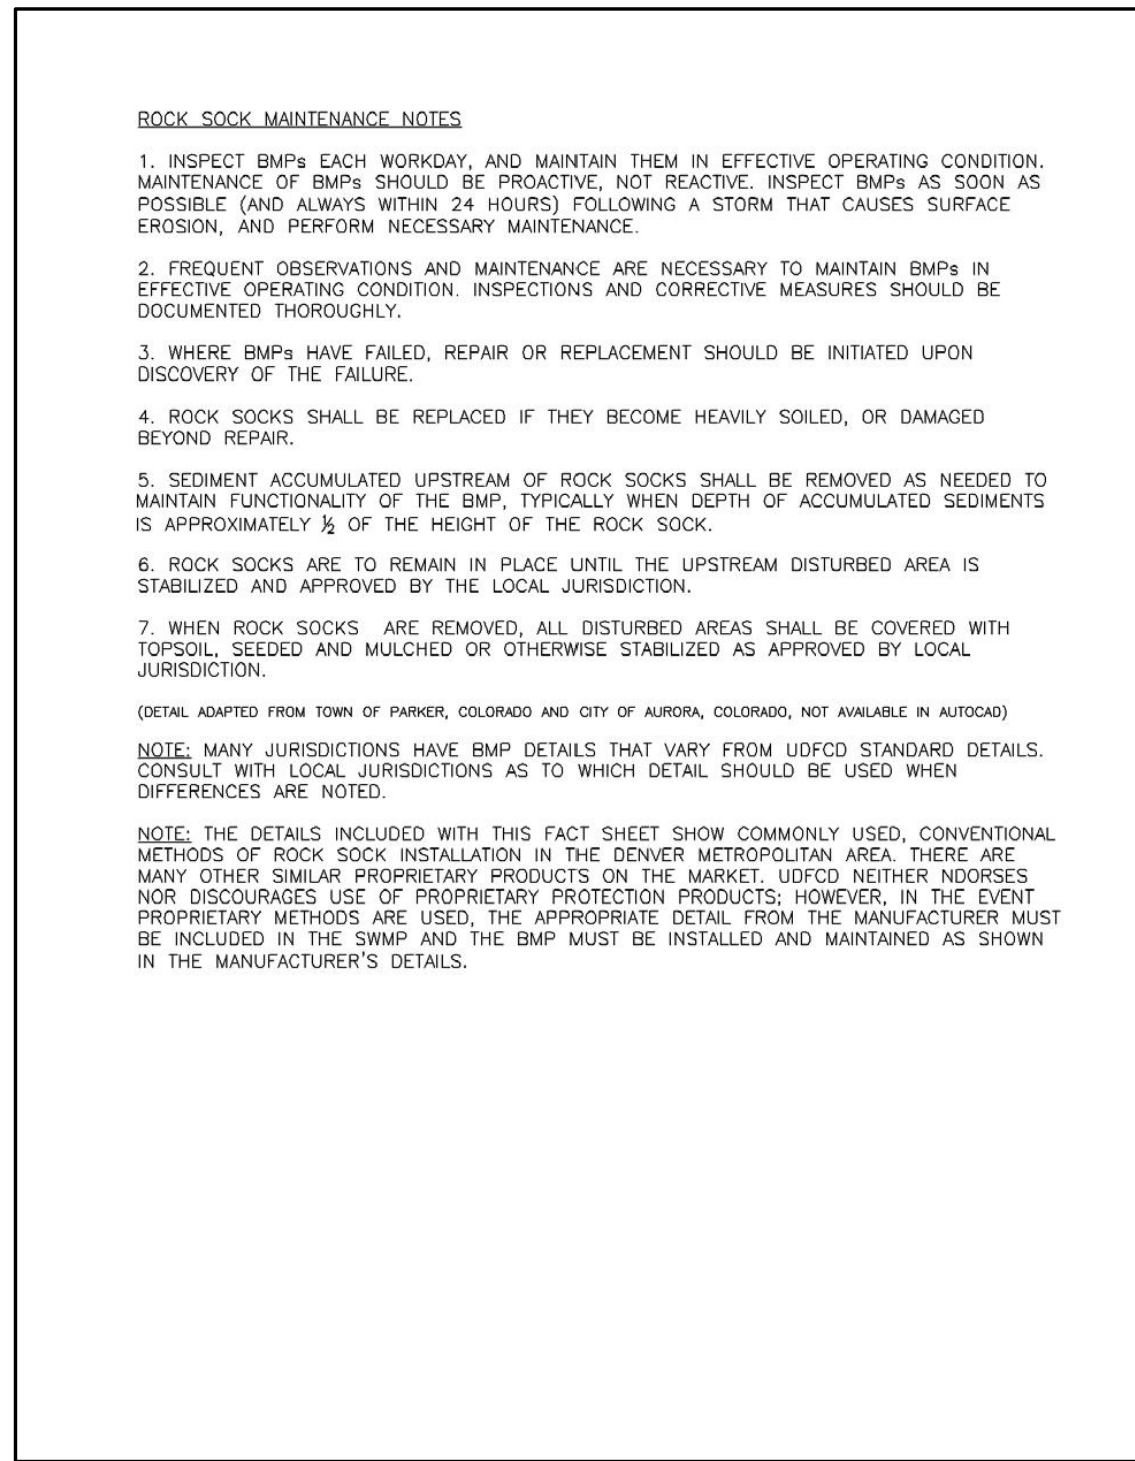 ROCK SOCK MAINTENANCE NOTES
1. INSPECT BMPs EACH WORKDAY, AND MAINTAIN THEM IN EFFECTIVE OPERATING CONDITION.
MAINTENANCE OF BMPs SHOULD BE PROACTIVE, NOT REACTIVE. INSPECT BMPs AS SOON AS
POSSIBLE (AND ALWAYS WITHIN 24 HOURS) FOLLOWING A STORM THAT CAUSES SURFACE
EROSION, AND PERFORM NECESSARY MAINTENANCE.
2. FREQUENT OBSERVATIONS AND MAINTENANCE ARE NECESSARY TO MAINTAIN BMPs IN
EFFECTIVE OPERATING CONDITION. INSPECTIONS AND CORRECTIVE MEASURES SHOULD BE
DOCUMENTED THOROUGHLY.
3. WHERE BMPs HAVE FAILED, REPAIR OR REPLACEMENT SHOULD BE INITIATED UPON
DISCOVERY OF THE FAILURE.
4. ROCK SOCKS SHALL BE REPLACED IF THEY BECOME HEAVILY SOILED, OR DAMAGED
BEYOND REPAIR.
5. SEDIMENT ACCUMULATED UPSTREAM OF ROCK SOCKS SHALL BE REMOVED AS NEEDED TO
MAINTAIN FUNCTIONALITY OF THE BMP, TYPICALLY WHEN DEPTH OF ACCUMULATED SEDIMENTS
IS APPROXIMATELY ½ OF THE HEIGHT OF THE ROCK SOCK.
6. ROCK SOCKS ARE TO REMAIN IN PLACE UNTIL THE UPSTREAM DISTURBED AREA IS
STABILIZED AND APPROVED BY THE LOCAL JURISDICTION.
7. WHEN ROCK SOCKS ARE REMOVED, ALL DISTURBED AREAS SHALL BE COVERED WITH
TOPSOIL, SEEDED AND MULCHED OR OTHERWISE STABILIZED AS APPROVED BY LOCAL
JURISDICTION.
(DETAIL ADAPTED FROM TOWN OF PARKER, COLORADO AND CITY OF AURORA, COLORADO, NOT AVAILABLE IN AUTOCAD)
NOTE: MANY JURISDICTIONS HAVE BMP DETAILS THAT VARY FROM UDFCD STANDARD DETAILS.
CONSULT WITH LOCAL JURISDICTIONS AS TO WHICH DETAIL SHOULD BE USED WHEN
DIFFERENCES ARE NOTED.
NOTE: THE DETAILS INCLUDED WITH THIS FACT SHEET SHOW COMMONLY USED, CONVENTIONAL
METHODS OF ROCK SOCK INSTALLATION IN THE DENVER METROPOLITAN AREA. THERE ARE
MANY OTHER SIMILAR PROPRIETARY PRODUCTS ON THE MARKET. UDFCD NEITHER NDORSES
NOR DISCOURAGES USE OF PROPRIETARY PROTECTION PRODUCTS; HOWEVER, IN THE EVENT
PROPRIETARY METHODS ARE USED, THE APPROPRIATE DETAIL FROM THE MANUFACTURER MUST
BE INCLUDED IN THE SWMP AND THE BMP MUST BE INSTALLED AND MAINTAINED AS SHOWN
IN THE MANUFACTURER'S DETAILS.